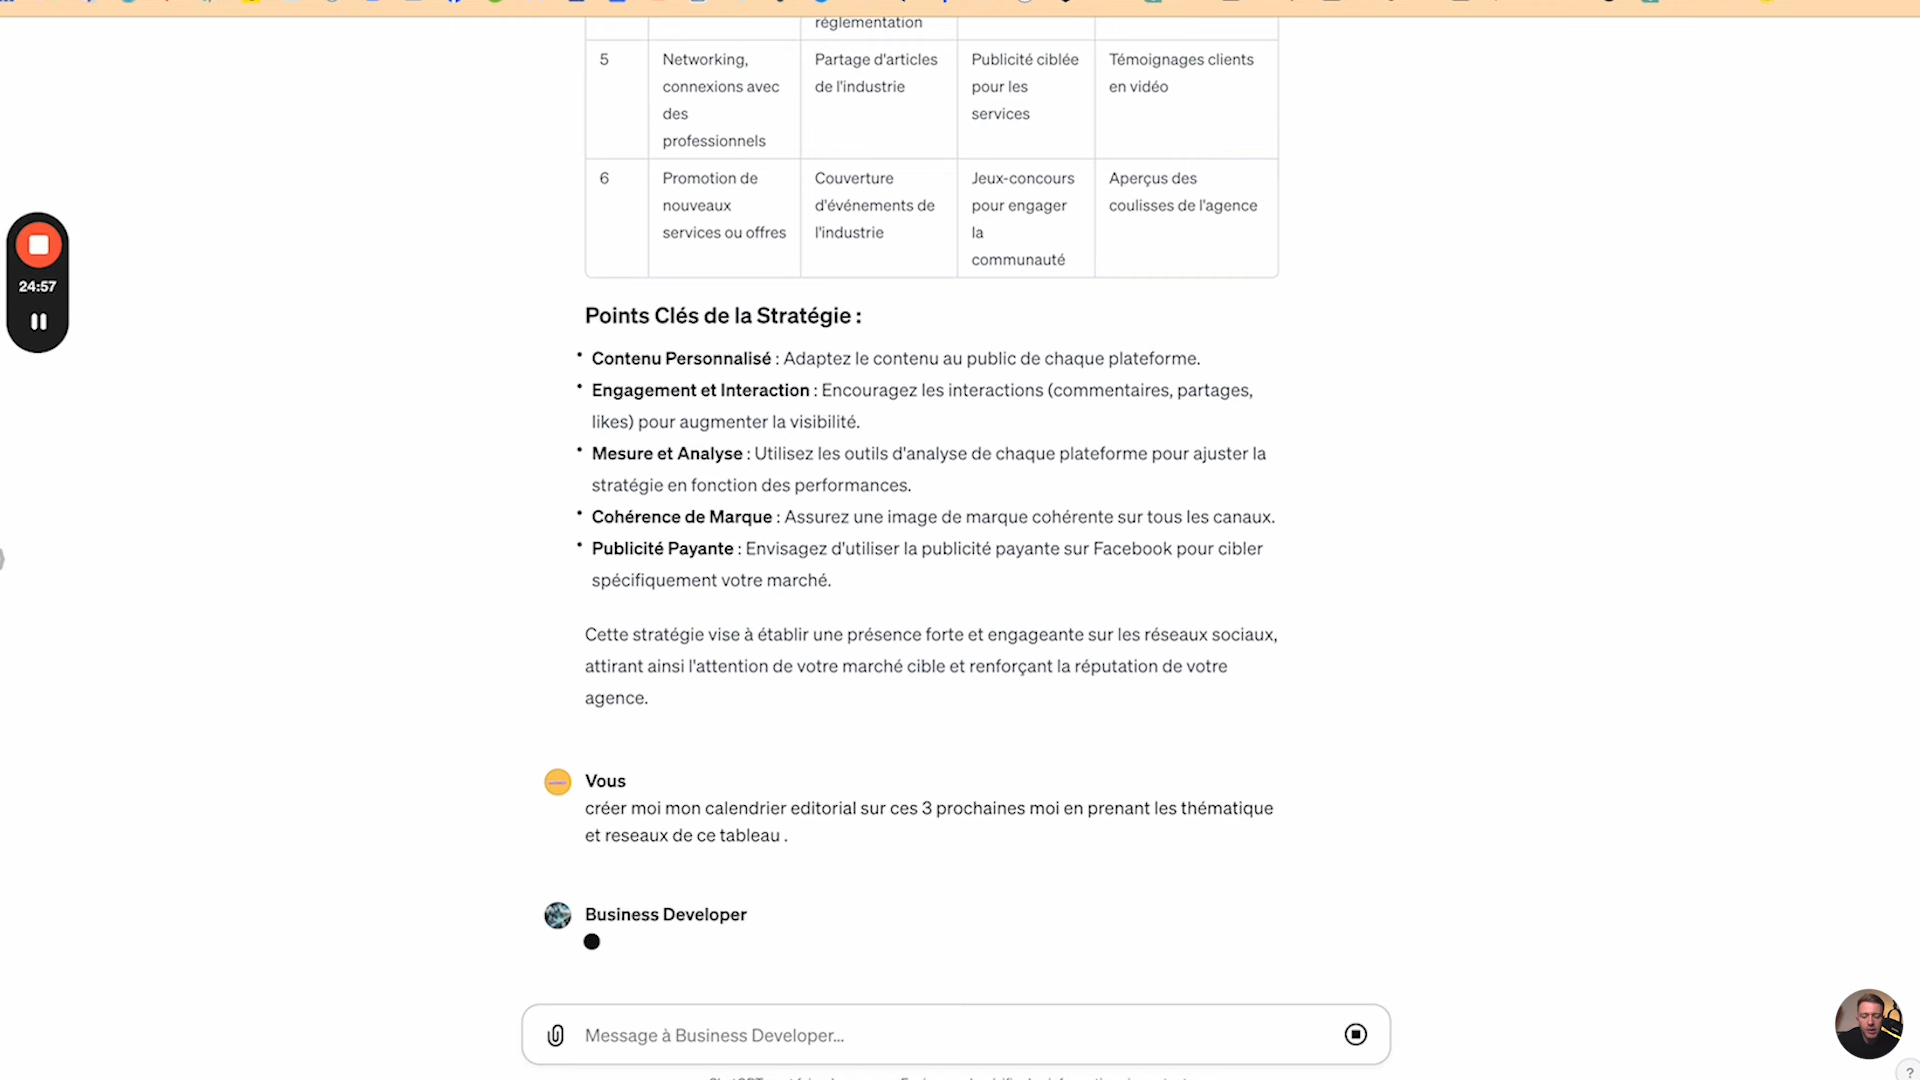 réglementation
5
Networking,
connexions avec
des
professionnels
Partage d'articles
de l'industrie
Publicité ciblée
pour les
services
Témoignages clients
en vidéo
6
Promotion de
nouveaux
services ou offres
Couverture
d'événements de
l'industrie
Jeux-concours
pour engager
la
communauté
Aperçus des
coulisses de l'agence
24:57
Points Clés de la Stratégie :
• Contenu Personnalisé : Adaptez le contenu au public de chaque plateforme.
• Engagement et Interaction : Encouragez les interactions (commentaires, partages,
likes) pour augmenter la visibilité.
• Mesure et Analyse : Utilisez les outils d'analyse de chaque plateforme pour ajuster la
stratégie en fonction des performances.
• Cohérence de Marque : Assurez une image de marque cohérente sur tous les canaux.
• Publicité Payante : Envisagez d'utiliser la publicité payante sur Facebook pour cibler
spécifiquement votre marché.
Cette stratégie vise à établir une présence forte et engageante sur les réseaux sociaux,
attirant ainsi l'attention de votre marché cible et renforçant la réputation de votre
agence.
Vous
créer moi mon calendrier editorial sur ces 3 prochaines moi en prenant les thématique
et reseaux de ce tableau .
Business Developer
Message à Business Developer...
?